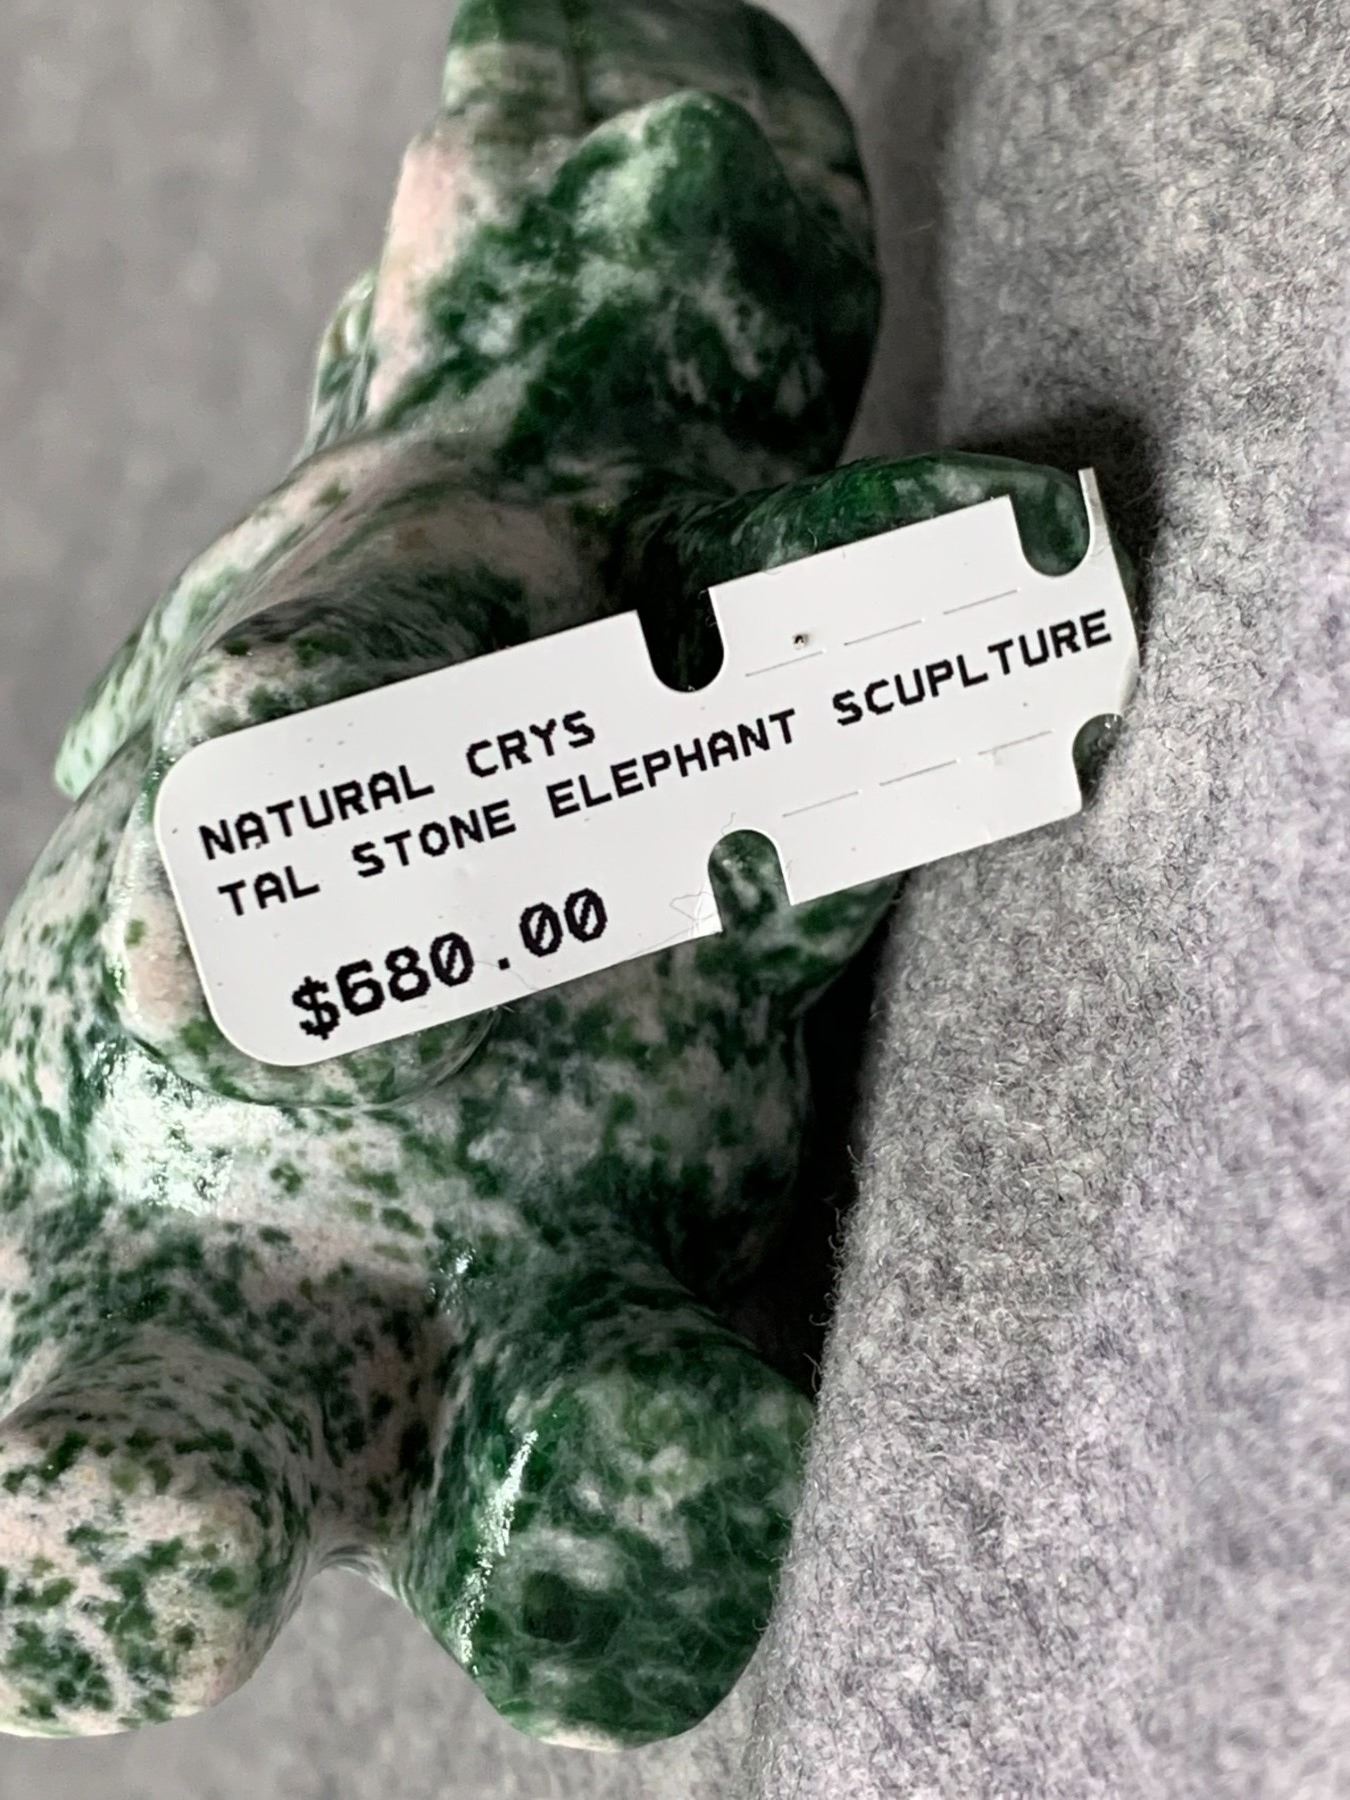 NATURAL CRYS
TAL STONE ELEPHANT SCUPLTURE
$680.00